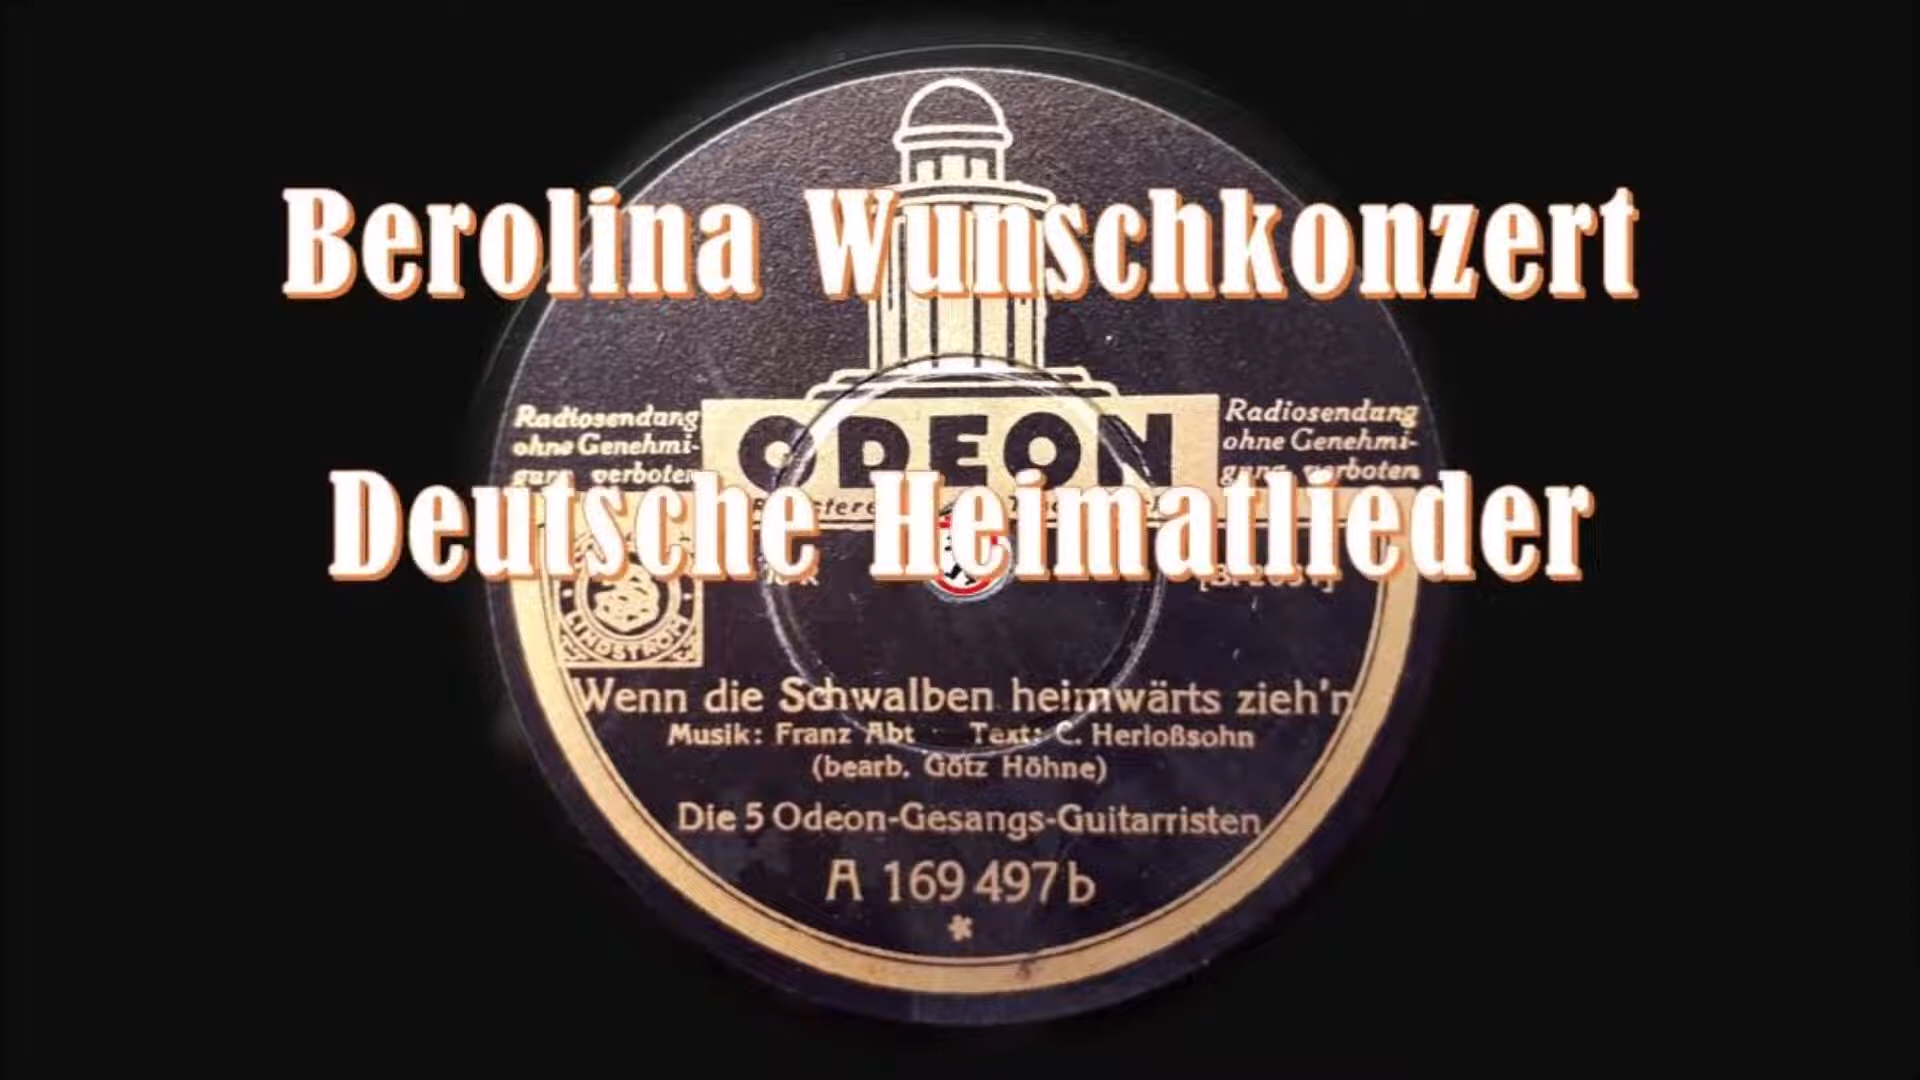 Berolina Wunschkonzert
Radiosendung
ohne Genehmi-
gung verboten
ODEON
Radiosendung
ohne Genehmi-
gung verboten
Deutsche Heimatlieder
LINDSTRÖM
Wenn die Schwalben heimwärts zieh'n
Musik: Franz Abt Text: C. Herloßsohn
(bearb. Götz Höhne)
Die 5 Odeon-Gesangs-Guitarristen
A 169 497 b
*